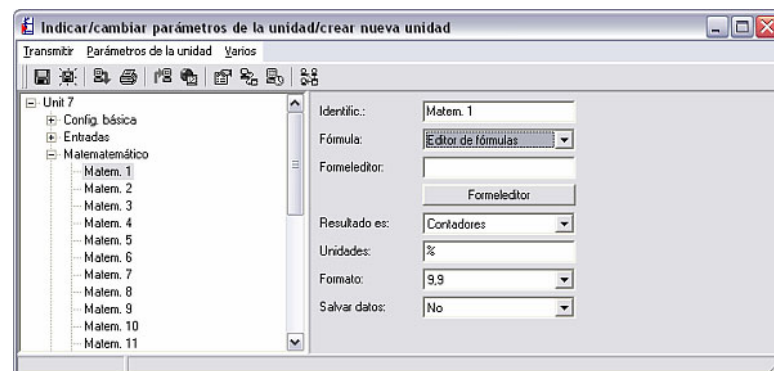 Indicar/cambiar parámetros de la unidad/crear nueva unidad
Transmitir Parámetros de la unidad Varios
Unit 7
Config. básica
Entradas
Matematemático
Matem. 1
Matem. 2
Matem. 3
Matem. 4
Matem. 5
Matem. 6
Matem. 7
Matem. 8
Matem. 9
Matem. 10
Matem. 11
Identific.: Matem. 1
Fórmula: Editor de fórmulas
Formeleditor:
Formeleditor
Resultado es: Contadores
Unidades: %
Formato: 9,9
Salvar datos: No